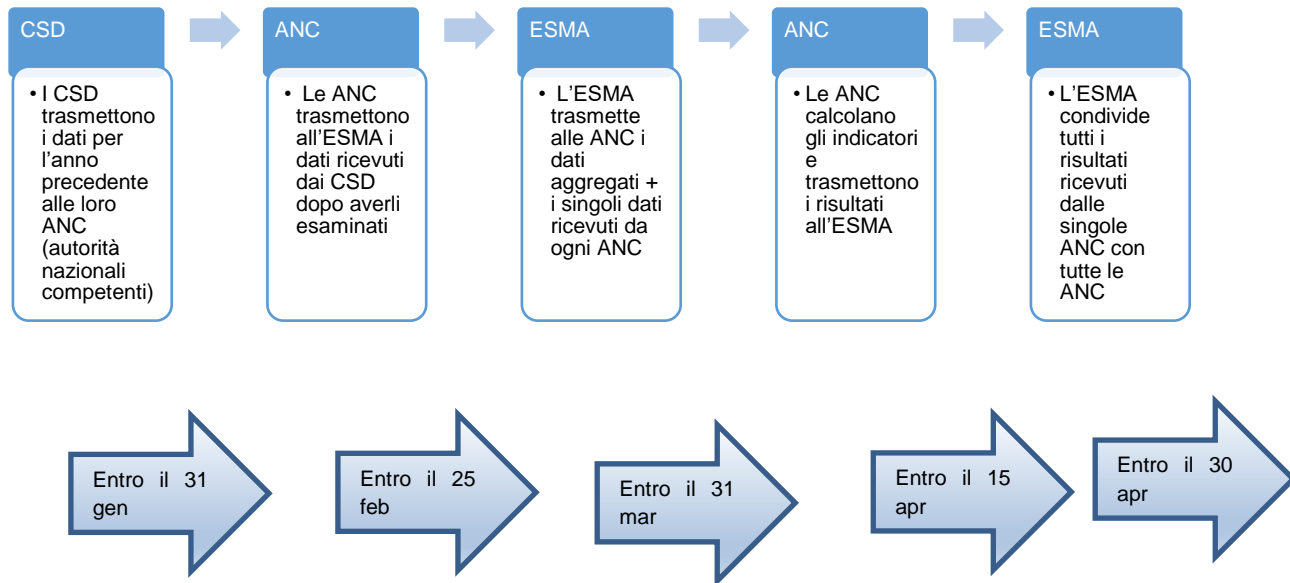 CSD
• I CSD
trasmettono
i dati per
l'anno
precedente
alle loro
ANC
(autorità
nazionali
competenti)
ANC
• Le ANC
trasmettono
all'ESMA i
dati ricevuti
dai CSD
dopo averli
esaminati
ESMA
• L'ESMA
trasmette
alle ANC i
dati
aggregati +
i singoli dati
ricevuti da
ogni ANC
ANC
• Le ANC
calcolano
gli indicatori
e
trasmettono
i risultati
all'ESMA
ESMA
• L'ESMA
condivide
tutti i
risultati
ricevuti
dalle
singole
ANC con
tutte le
ANC
Entro il 31
gen
Entro il 25
feb
Entro il 31
mar
Entro il 15
apr
Entro il 30
apr